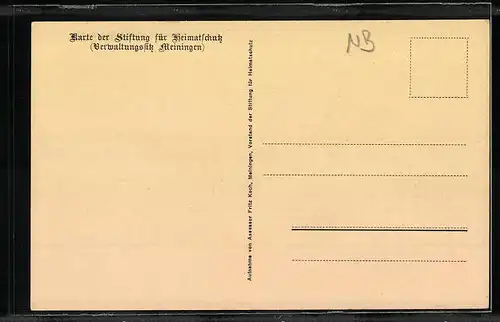 Karte der Stiftung für Heimatschutz
(Verwaltungssitz Meiningen)
NB
Aufnahme von Assessor Fritz Koch, Meiningen, Vorstand der Stiftung für Heimatschutz